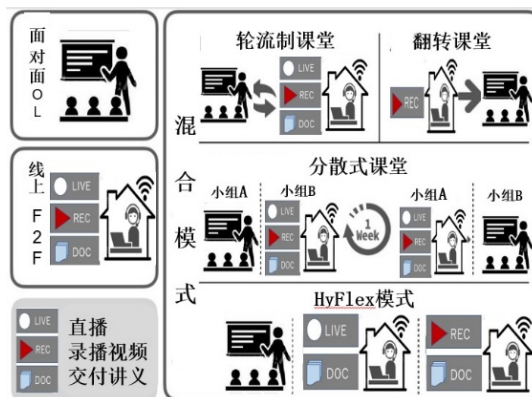 面对面OL
线上F2F
LIVE
REC
DOC
LIVE
直播
REC
录播视频
DOC
交付讲义
混合模式
轮流制课堂
LIVE
REC
DOC
翻转课堂
REC
分散式课堂
小组A
小组B
LIVE
REC
DOC
1
Week
小组A
LIVE
REC
DOC
小组B
HyFlex模式
LIVE
DOC
REC
DOC